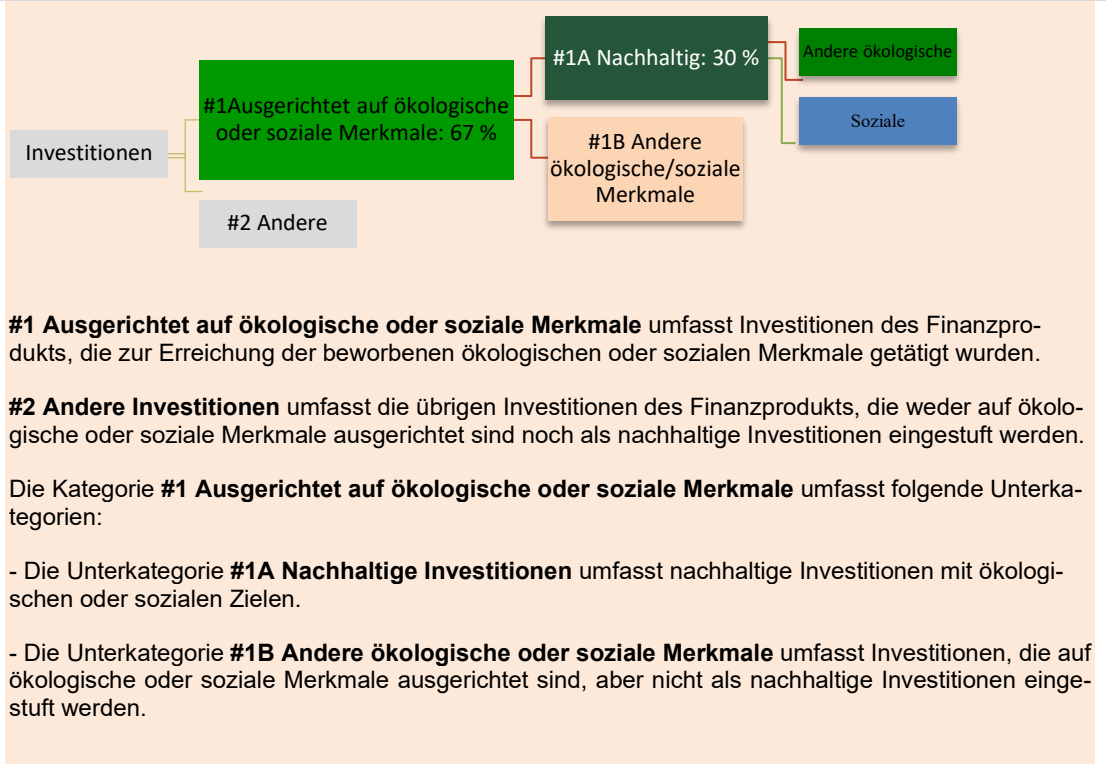 Investitionen
#1Ausgerichtet auf ökologische
oder soziale Merkmale: 67 %
#2 Andere
#1A Nachhaltig: 30 %
#1B Andere
ökologische/soziale
Merkmale
Andere ökologische
Soziale
#1 Ausgerichtet auf ökologische oder soziale Merkmale umfasst Investitionen des Finanzpro-
dukts, die zur Erreichung der beworbenen ökologischen oder sozialen Merkmale getätigt wurden.
#2 Andere Investitionen umfasst die übrigen Investitionen des Finanzprodukts, die weder auf ökolo-
gische oder soziale Merkmale ausgerichtet sind noch als nachhaltige Investitionen eingestuft werden.
Die Kategorie #1 Ausgerichtet auf ökologische oder soziale Merkmale umfasst folgende Unterka-
tegorien:
- Die Unterkategorie #1A Nachhaltige Investitionen umfasst nachhaltige Investitionen mit ökologi-
schen oder sozialen Zielen.
- Die Unterkategorie #1B Andere ökologische oder soziale Merkmale umfasst Investitionen, die auf
ökologische oder soziale Merkmale ausgerichtet sind, aber nicht als nachhaltige Investitionen einge-
stuft werden.